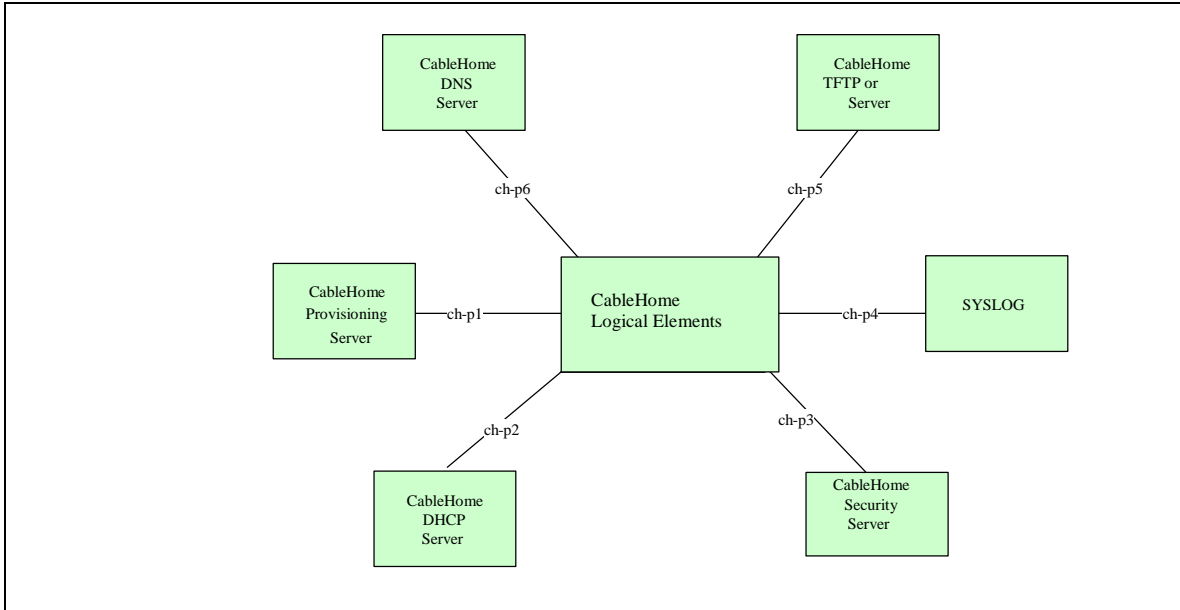 CableHome
DNS
Server
CableHome
TFTP or
Server
ch-p6
ch-p5
CableHome
Provisioning
Server
ch-p1
CableHome
Logical Elements
ch-p4
SYSLOG
ch-p2
ch-p3
CableHome
DHCP
Server
CableHome
Security
Server